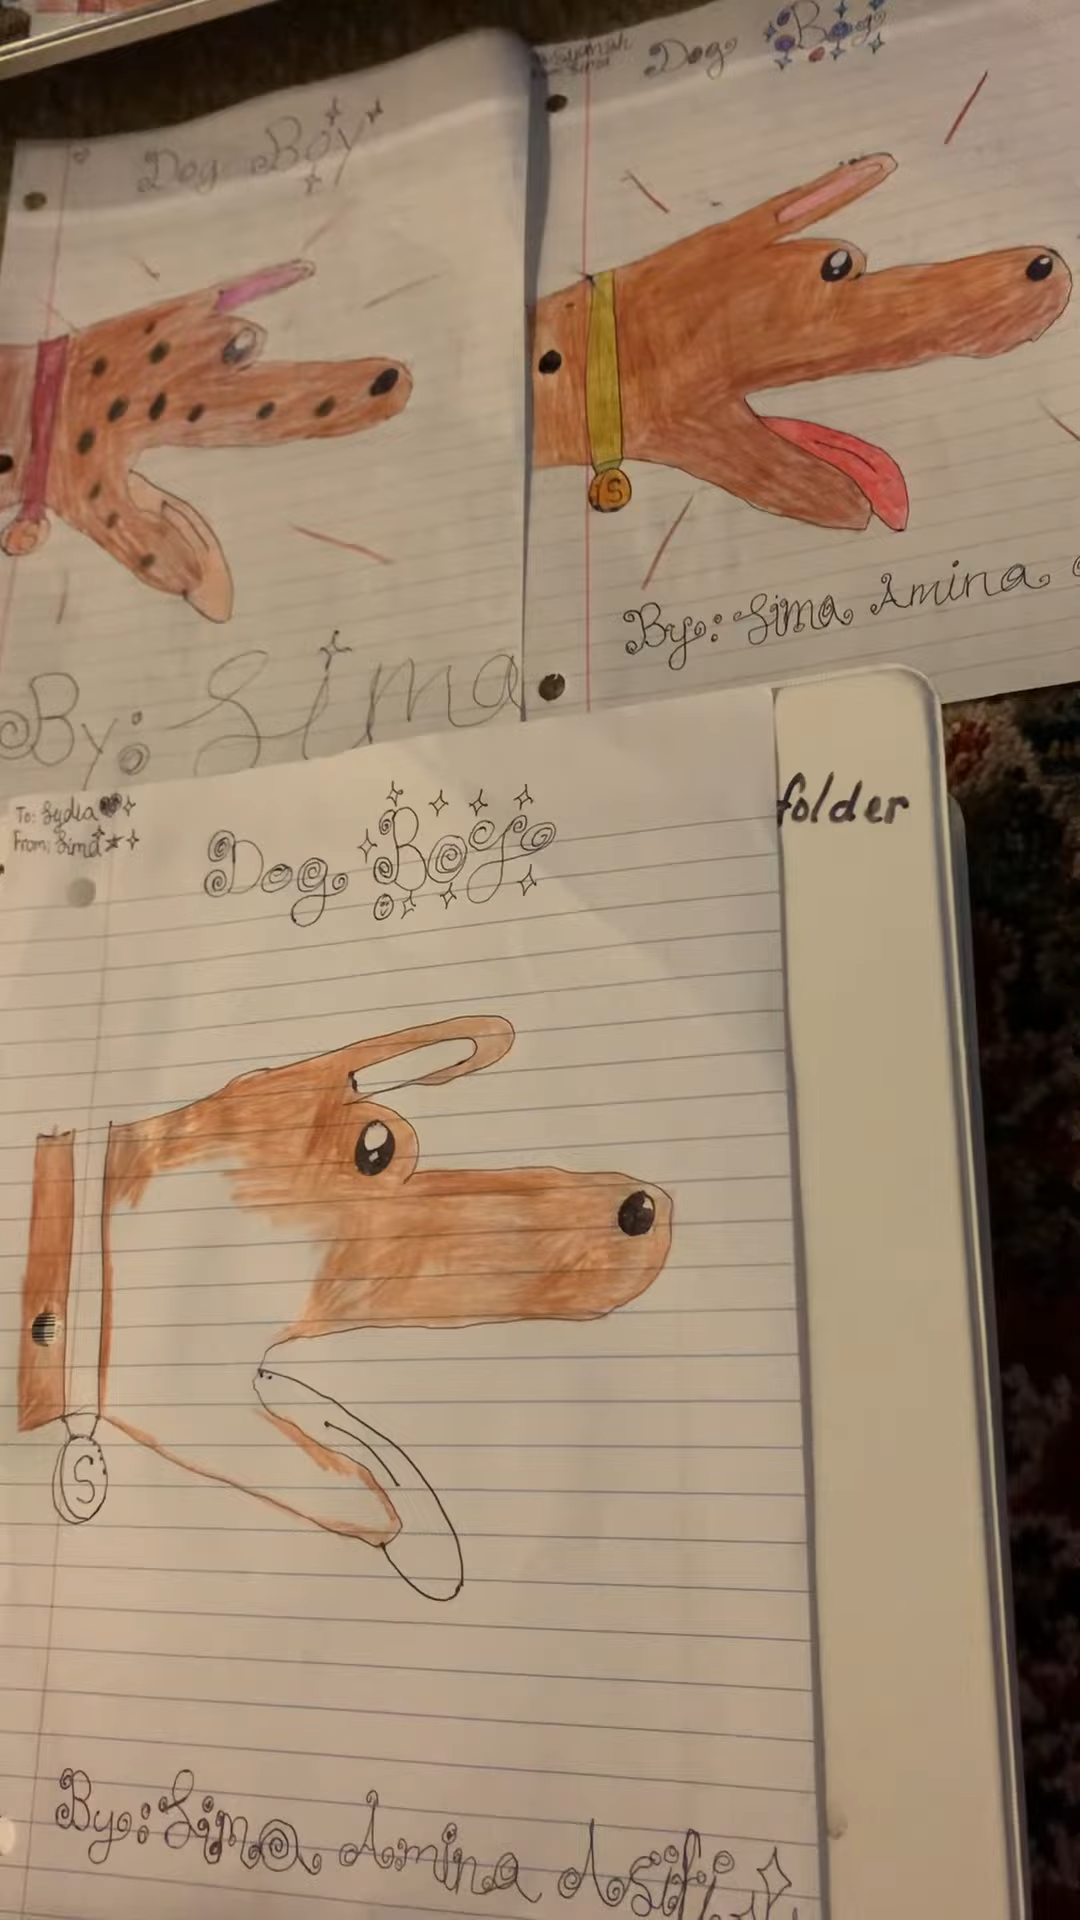 Dog Boy
By: Sima
Dog Boy
S
By: Sima Amina
folder
To: Lydia
From: Sima
Dog Boy
S
By: Sima Amina Asifi